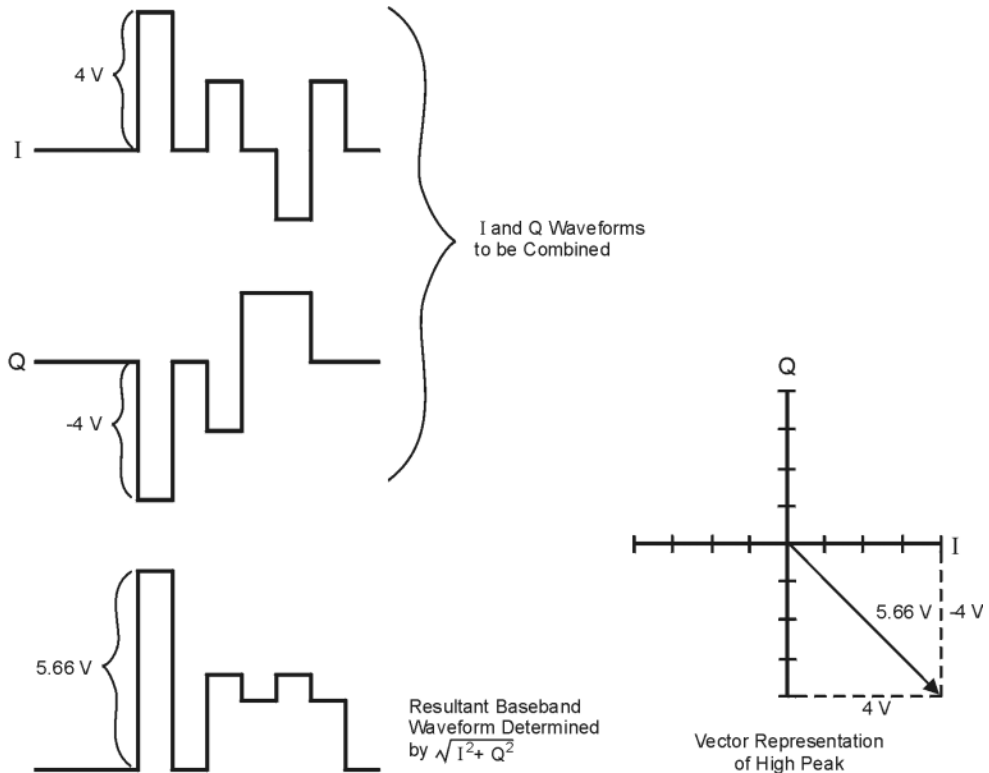 4 V
I
I and Q Waveforms
to be Combined
Q
-4 V
Q
I
5.66 V
-4 V
4 V
5.66 V
Resultant Baseband
Waveform Determined
by √I²+ Q²
Vector Representation
of High Peak